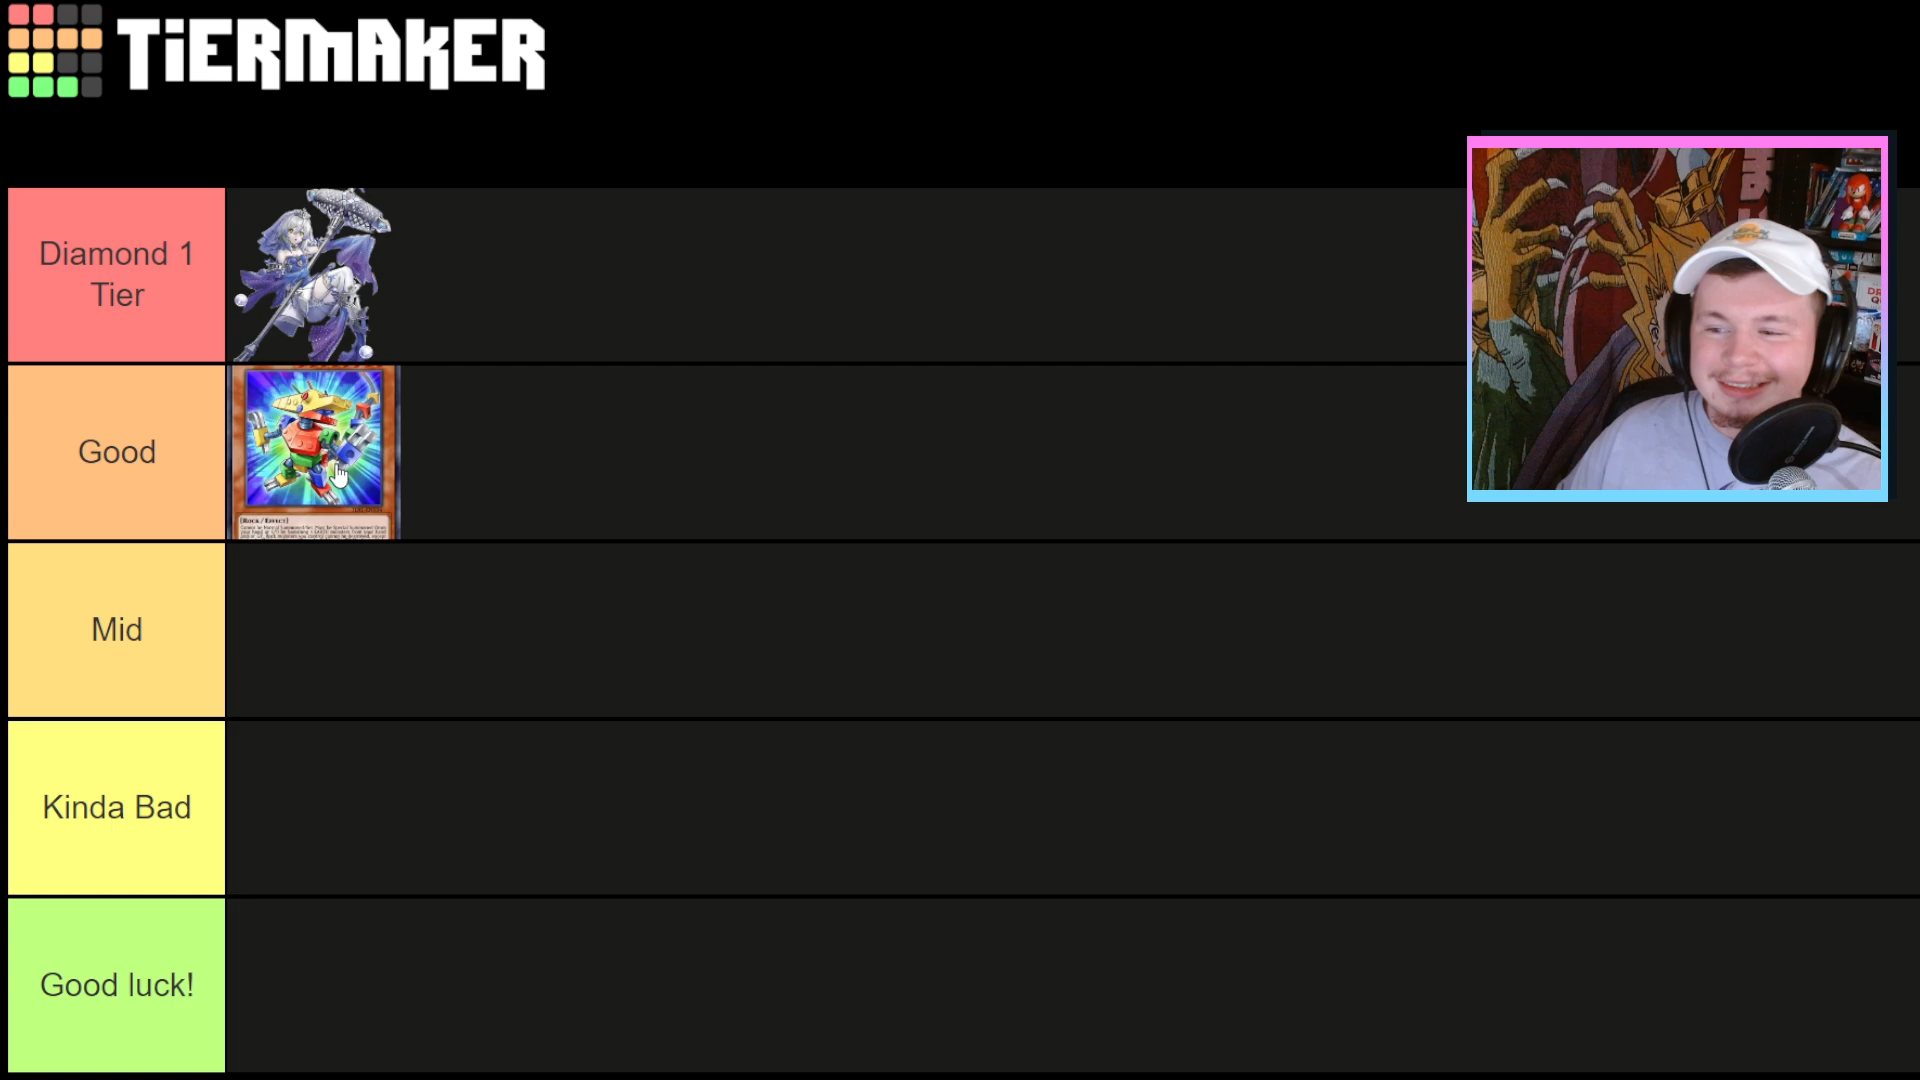 TiERMAKER
Diamond 1
Tier
Good
[Rock / Effect]
Mid
Kinda Bad
Good luck!